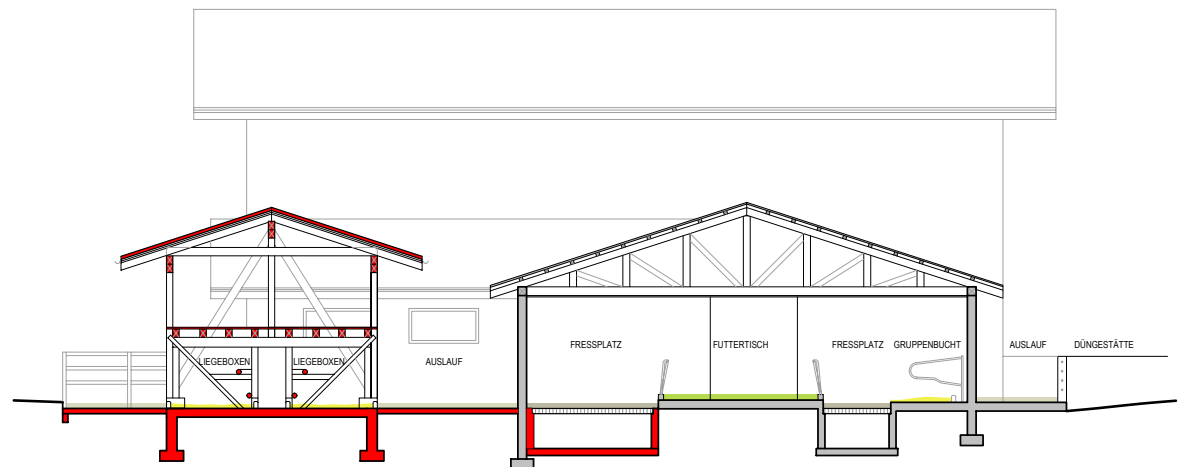 FRESSPLATZ
FUTTERTISCH
FRESSPLATZ
GRUPPENBUCHT
AUSLAUF
DÜNGESTÄTTE
LIEGEBOXEN
LIEGEBOXEN
AUSLAUF